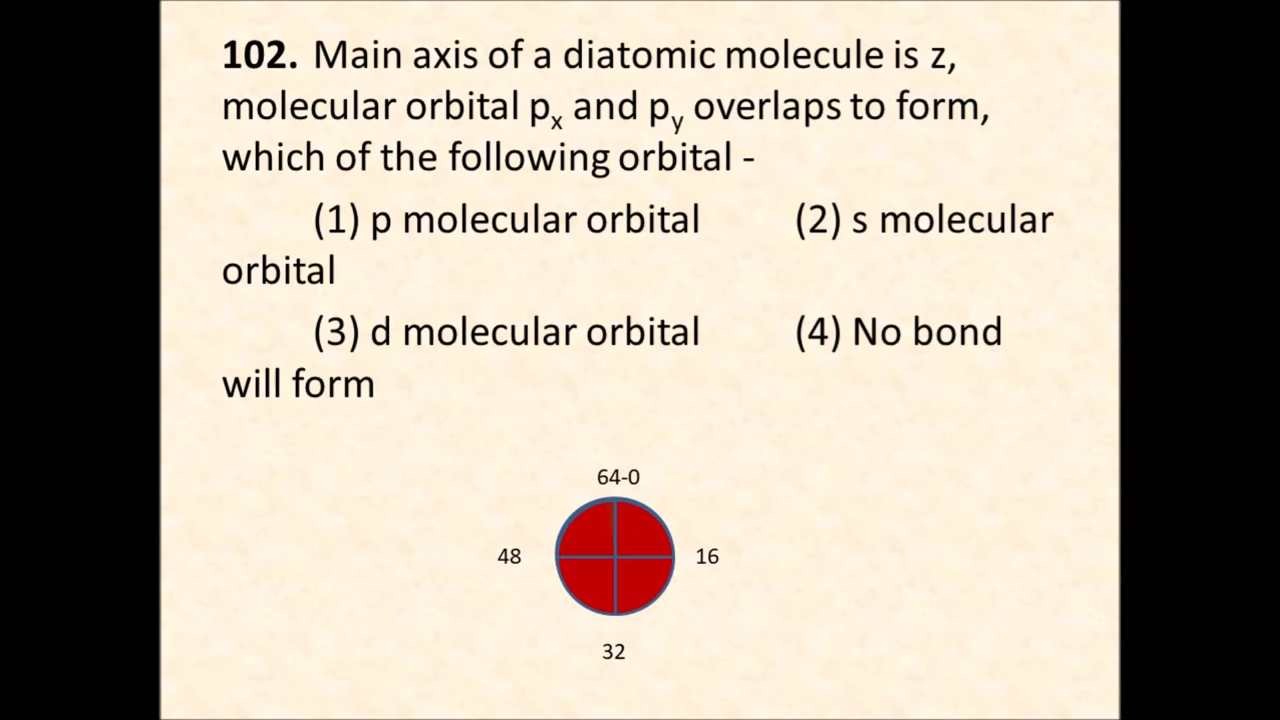 102. Main axis of a diatomic molecule is z,
molecular orbital px and py overlaps to form,
which of the following orbital -
(1) p molecular orbital (2) s molecular
orbital
(3) d molecular orbital (4) No bond
will form
64-0
48 16
32